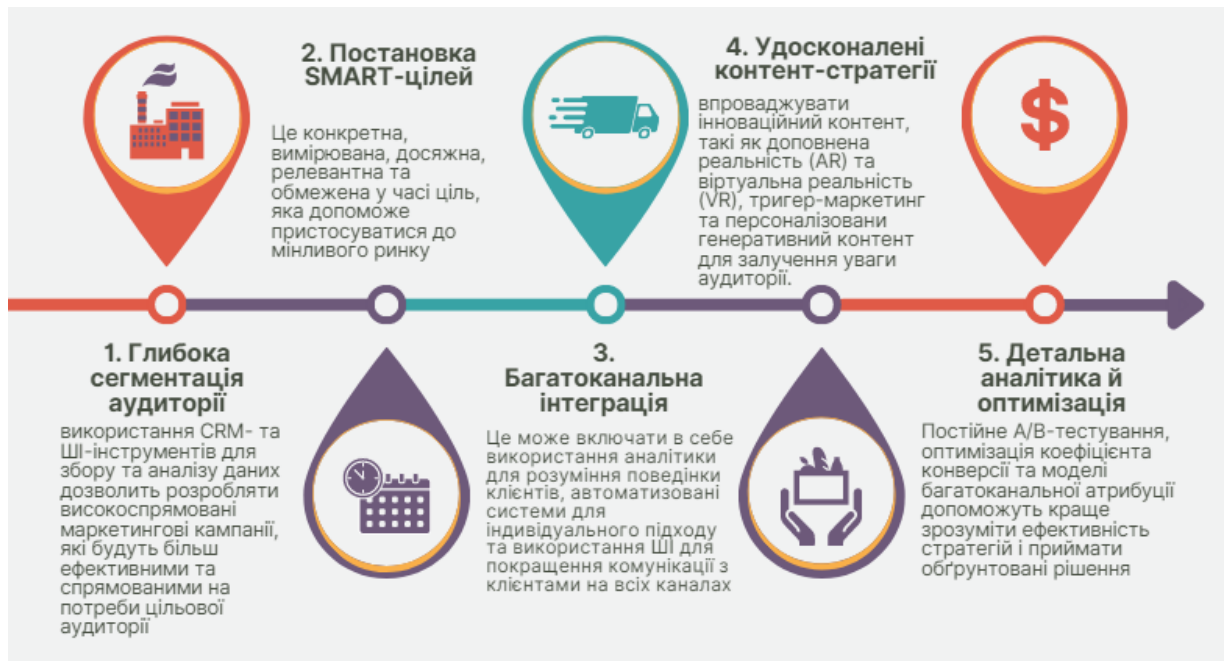 1. Глибока
сегментація
аудиторії
використання CRM- та
ШІ-інструментів для
збору та аналізу даних
дозволить розробляти
високоспрямовані
маркетингові кампанії,
які будуть більш
ефективними та
спрямованими на
потреби цільової
аудиторії
2. Постановка
SMART-цілей
Це конкретна,
вимірювана, досяжна,
релевантна та
обмежена у часі ціль,
яка допоможе
пристосуватися до
мінливого ринку
3.
Багатоканальна
інтеграція
Це може включати в себе
використання аналітики
для розуміння поведінки
клієнтів, автоматизовані
системи для
індивідуального підходу
та використання ШІ для
покращення комунікації з
клієнтами на всіх каналах
4. Удосконалені
контент-стратегії
впроваджувати
інноваційний контент,
такі як доповнена
реальність (AR) та
віртуальна реальність
(VR), тригер-маркетинг
та персоналізовани
генеративний контент
для залучення уваги
аудиторії.
$
5. Детальна
аналітика й
оптимізація
Постійне A/B-тестування,
оптимізація коефіцієнта
конверсії та моделі
багатоканальної атрибуції
допоможуть краще
зрозуміти ефективність
стратегій і приймати
обґрунтовані рішення